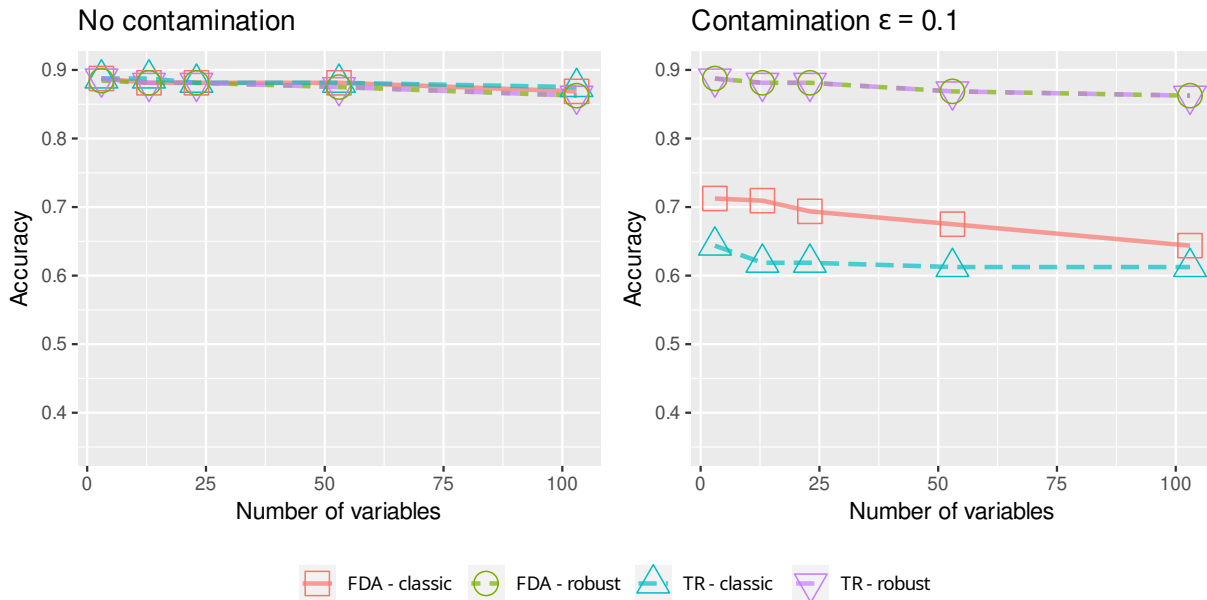 No contamination
Accuracy
0.9
0.8
0.7
0.6
0.5
0.4
0 25 50 75 100
Number of variables
Contamination ε = 0.1
Accuracy
0.9
0.8
0.7
0.6
0.5
0.4
0 25 50 75 100
Number of variables
FDA - classic FDA - robust TR - classic TR - robust